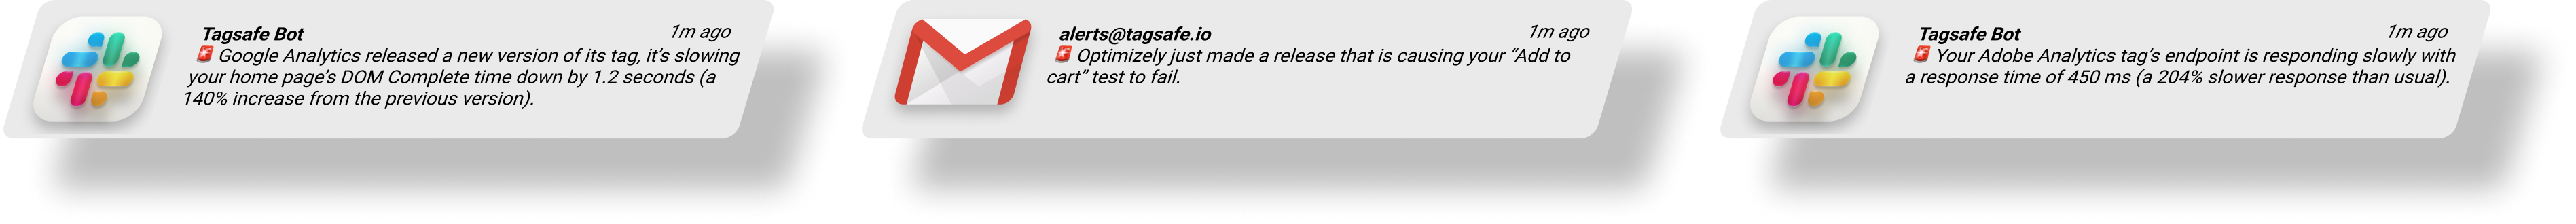 Tagsafe Bot 1m ago
🚨 Google Analytics released a new version of its tag, it’s slowing
your home page’s DOM Complete time down by 1.2 seconds (a
140% increase from the previous version).
alerts@tagsafe.io 1m ago
🚨 Optimizely just made a release that is causing your “Add to
cart” test to fail.
Tagsafe Bot 1m ago
🚨 Your Adobe Analytics tag’s endpoint is responding slowly with
a response time of 450 ms (a 204% slower response than usual).